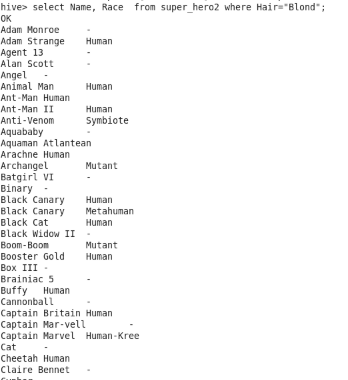 hive> select Name, Race  from super_hero2 where Hair="Blond";
OK
Adam Monroe	-
Adam Strange	Human
Agent 13	-
Alan Scott	-
Angel	-
Animal Man	Human
Ant-Man	Human
Ant-Man II	Human
Anti-Venom	Symbiote
Aquababy	-
Aquaman	Atlantean
Arachne	Human
Archangel	Mutant
Batgirl VI	-
Binary	-
Black Canary	Human
Black Canary	Metahuman
Black Cat	Human
Black Widow II	-
Boom-Boom	Mutant
Booster Gold	Human
Box III	-
Brainiac 5	-
Buffy	Human
Cannonball	-
Captain Britain	Human
Captain Mar-vell	-
Captain Marvel	Human-Kree
Cat	-
Cheetah	Human
Claire Bennet	-